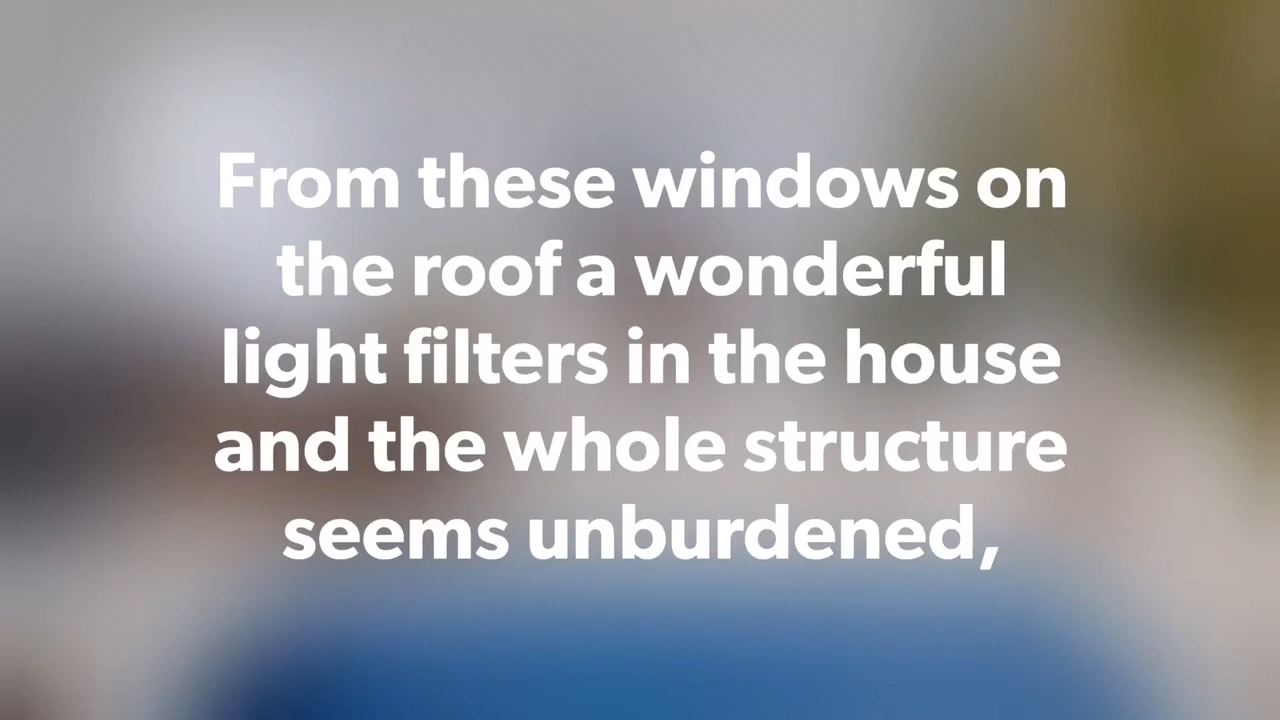 From these windows on
the roof a wonderful
light filters in the house
and the whole structure
seems unburdened,